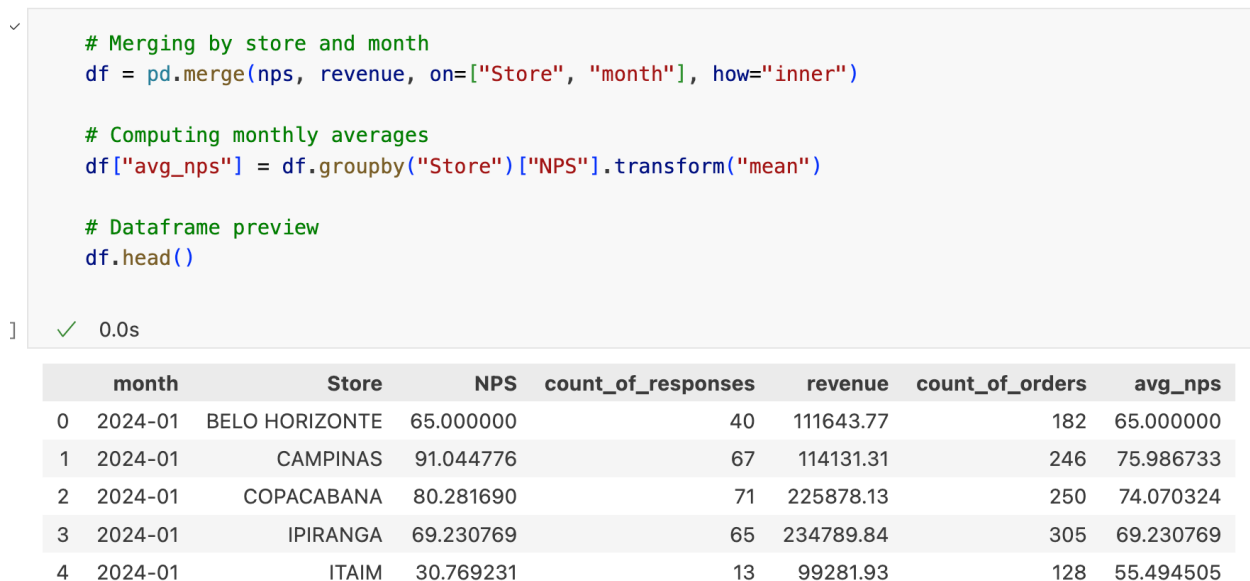 # Merging by store and month
df = pd.merge(nps, revenue, on=["Store", "month"], how="inner")
# Computing monthly averages
df["avg_nps"] = df.groupby("Store")["NPS"].transform("mean")
# Dataframe preview
df.head()
] 0.0s
month Store NPS count_of_responses revenue count_of_orders avg_nps
0 2024-01 BELO HORIZONTE 65.000000 40 111643.77 182 65.000000
1 2024-01 CAMPINAS 91.044776 67 114131.31 246 75.986733
2 2024-01 COPACABANA 80.281690 71 225878.13 250 74.070324
3 2024-01 IPIRANGA 69.230769 65 234789.84 305 69.230769
4 2024-01 ITAIM 30.769231 13 99281.93 128 55.494505